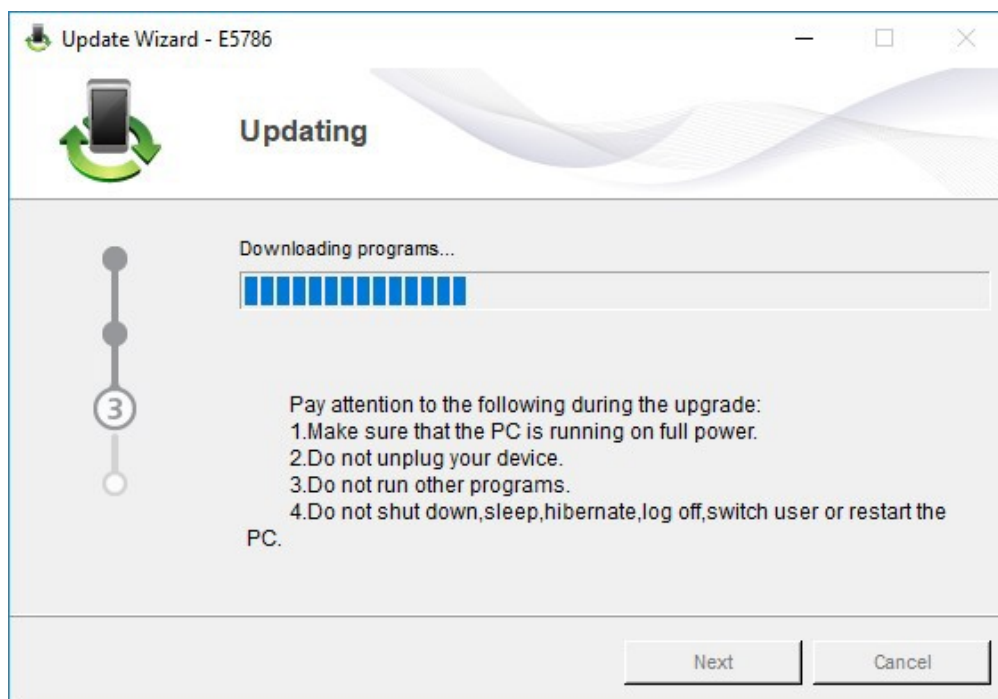 Update Wizard - E5786
Updating
Downloading programs...
3
Pay attention to the following during the upgrade:
1.Make sure that the PC is running on full power.
2.Do not unplug your device.
3.Do not run other programs.
4.Do not shut down,sleep,hibernate,log off,switch user or restart the
PC.
Next
Cancel